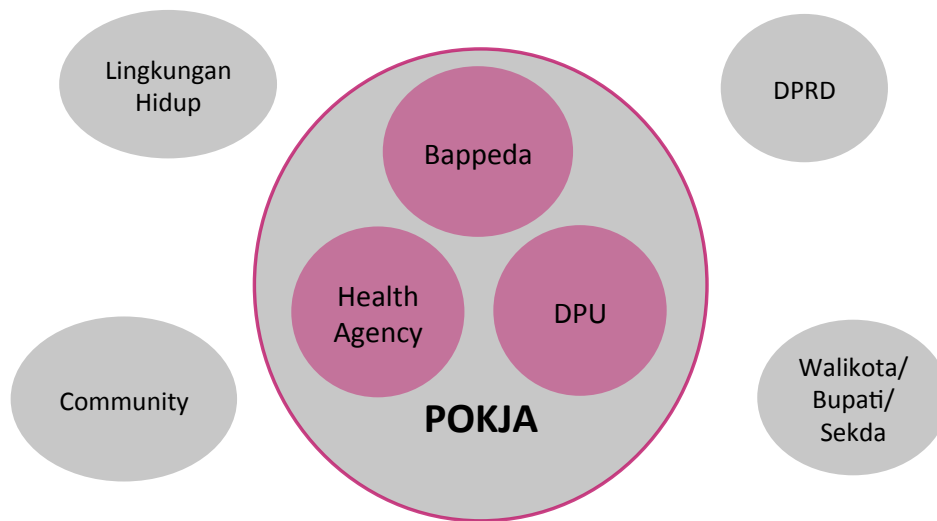 Lingkungan
Hidup
DPRD
Bappeda
Health
Agency
DPU
Community
Walikota/
Bupati/
Sekda
POKJA